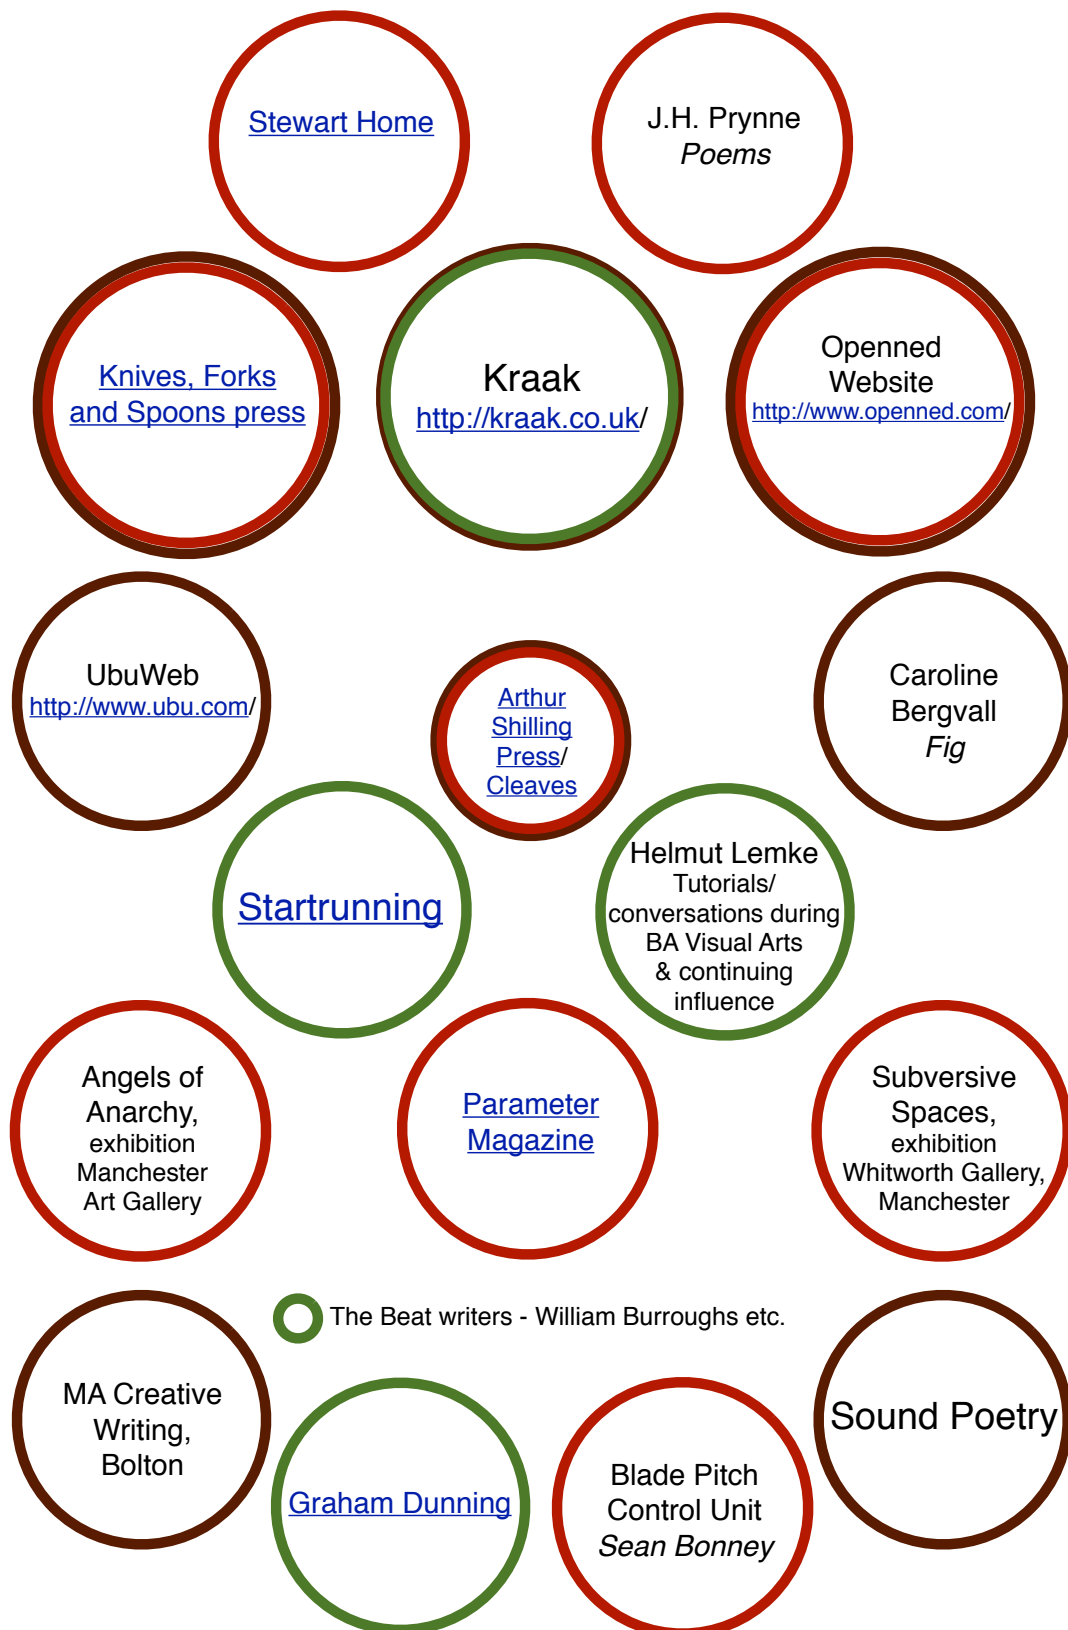 Stewart Home
J.H. Prynne
Poems
Knives, Forks
and Spoons press
Kraak
http://kraak.co.uk/
Openned
Website
http://www.openned.com/
UbuWeb
http://www.ubu.com/
Arthur
Shilling
Press/
Cleaves
Caroline
Bergvall
Fig
Startrunning
Helmut Lemke
Tutorials/
conversations during
BA Visual Arts
& continuing
influence
Angels of
Anarchy,
exhibition
Manchester
Art Gallery
Parameter
Magazine
Subversive
Spaces,
exhibition
Whitworth Gallery,
Manchester
The Beat writers - William Burroughs etc.
MA Creative
Writing,
Bolton
Sound Poetry
Graham Dunning
Blade Pitch
Control Unit
Sean Bonney